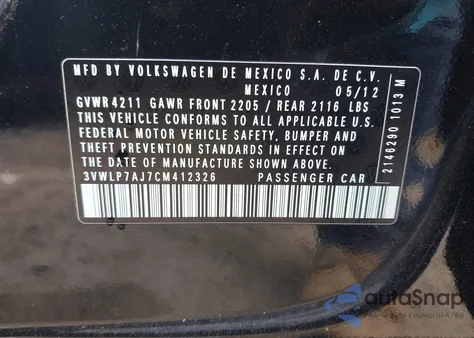 MFD BY VOLKSWAGEN DE MEXICO S.A. DE C.V.
MEXICO 05/12
GVWR 4211 GAWR FRONT 2205 / REAR 2116 LBS
THIS VEHICLE CONFORMS TO ALL APPLICABLE U.S.
FEDERAL MOTOR VEHICLE SAFETY, BUMPER AND
THEFT PREVENTION STANDARDS IN EFFECT ON THE
DATE OF MANUFACTURE SHOWN ABOVE.
3VWLP7AJ7CM412326 PASSENGER CAR
2146290 1013 M
autoSnap